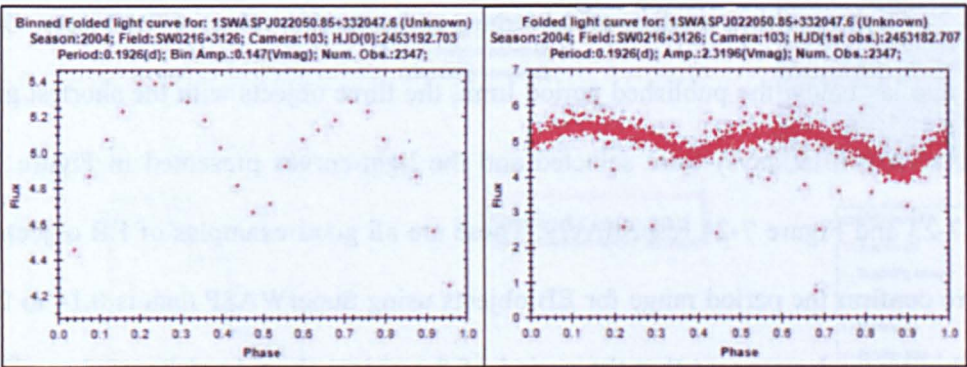 Binned Folded light curve for: 1SWASPJ022050.85+332047.6 (Unknown)
Season:2004; Field:SW0216+3126; Camera:103; HJD(0):2453192.703
Period:0.1926(d); Bin Amp.:0.147(Vmag); Num. Obs.:2347;
Flux
5.4
5.2
5.0
4.8
4.6
4.4
4.2
0.0 0.1 0.2 0.3 0.4 0.5 0.6 0.7 0.8 0.9 1.0
Phase
Folded light curve for: 1SWASPJ022050.85+332047.6 (Unknown)
Season:2004; Field:SW0216+3126; Camera:103; HJD(1st obs.):2453182.707
Period:0.1926(d); Amp.:2.3196(Vmag); Num. Obs.:2347;
Flux
7
6
5
4
3
2
1
0.0 0.1 0.2 0.3 0.4 0.5 0.6 0.7 0.8 0.9 1.0
Phase